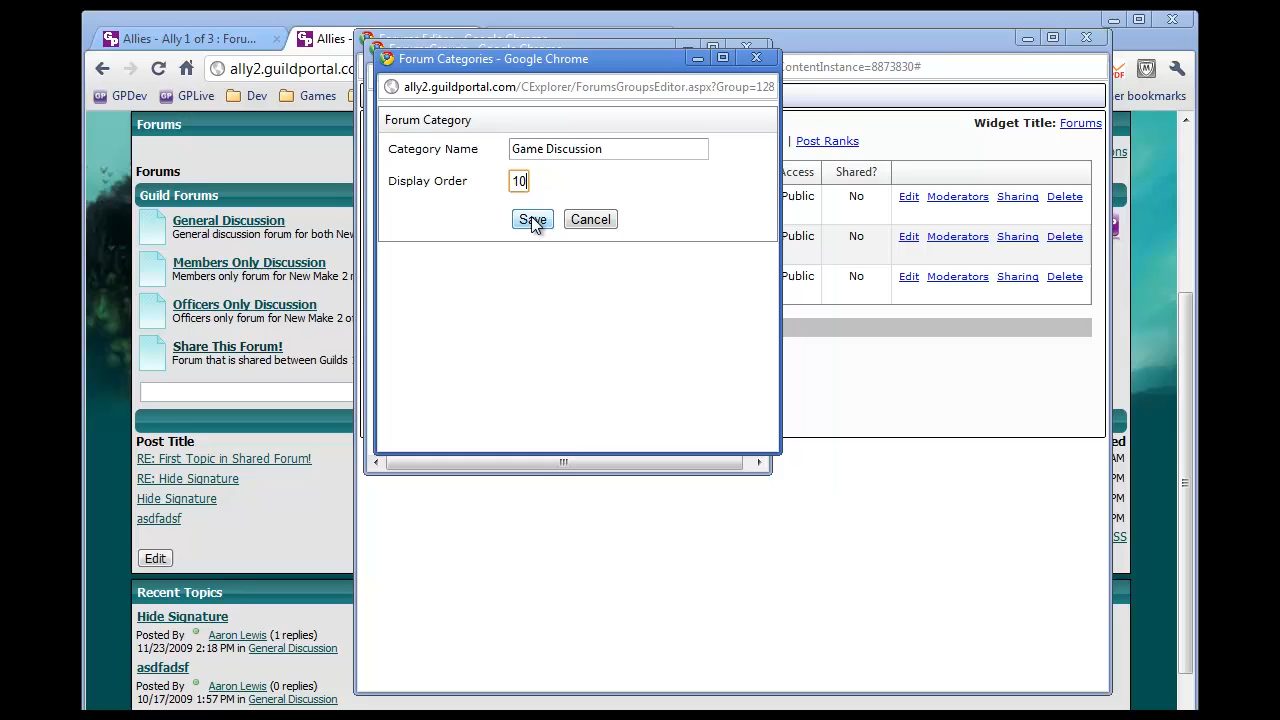 Allies - Ally 1 of 3 : Foru...
Allies -
Forum Categories - Google Chrome
ally2.guildportal.co
ally2.guildportal.com/CExplorer/ForumsGroupsEditor.aspx?Group=128
ContentInstance=8873830#
GPDev
GPLive
Dev
Games
bookmarks
Forums
Forum Category
Widget Title: Forums
Category Name
Game Discussion
| Post Ranks
Forums
Display Order
10
Access
Shared?
Guild Forums
Public
No
Edit
Moderators
Sharing
Delete
Save
Cancel
General Discussion
General discussion forum for both New
Public
No
Edit
Moderators
Sharing
Delete
Members Only Discussion
Members only forum for New Make 2 r
Public
No
Edit
Moderators
Sharing
Delete
Officers Only Discussion
Officers only forum for New Make 2 o
Share This Forum!
Forum that is shared between Guilds 1
Post Title
RE: First Topic in Shared Forum!
RE: Hide Signature
Hide Signature
asdfadsf
Edit
Recent Topics
Hide Signature
Posted By Aaron Lewis (1 replies)
11/23/2009 2:18 PM in General Discussion
asdfadsf
Posted By Aaron Lewis (0 replies)
10/17/2009 1:57 PM in General Discussion